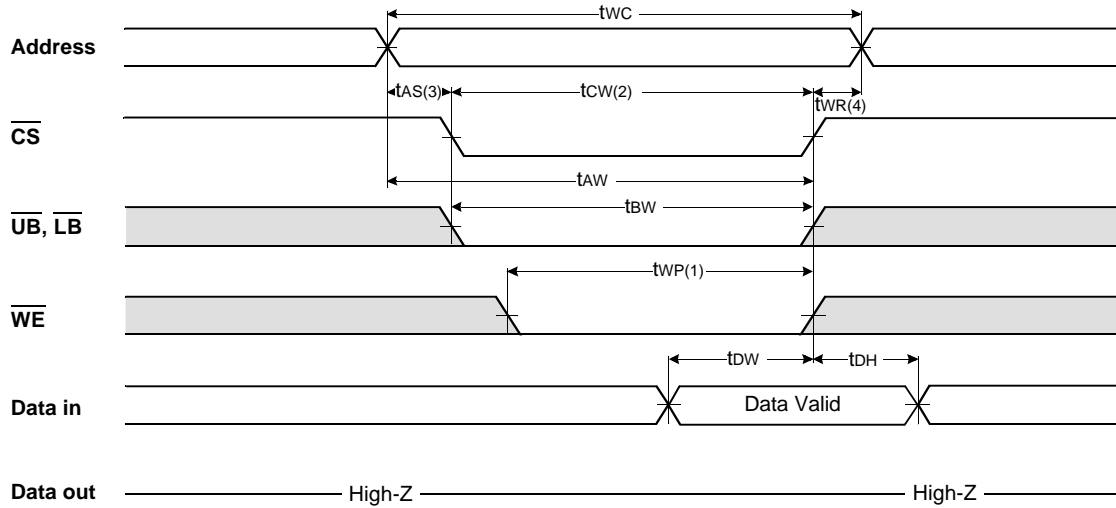 tWC
Address
tAS(3) tCW(2) tWR(4)
CS
tAW
tBW
UB, LB
tWP(1)
WE
tDW tDH
Data in Data Valid
Data out High-Z High-Z